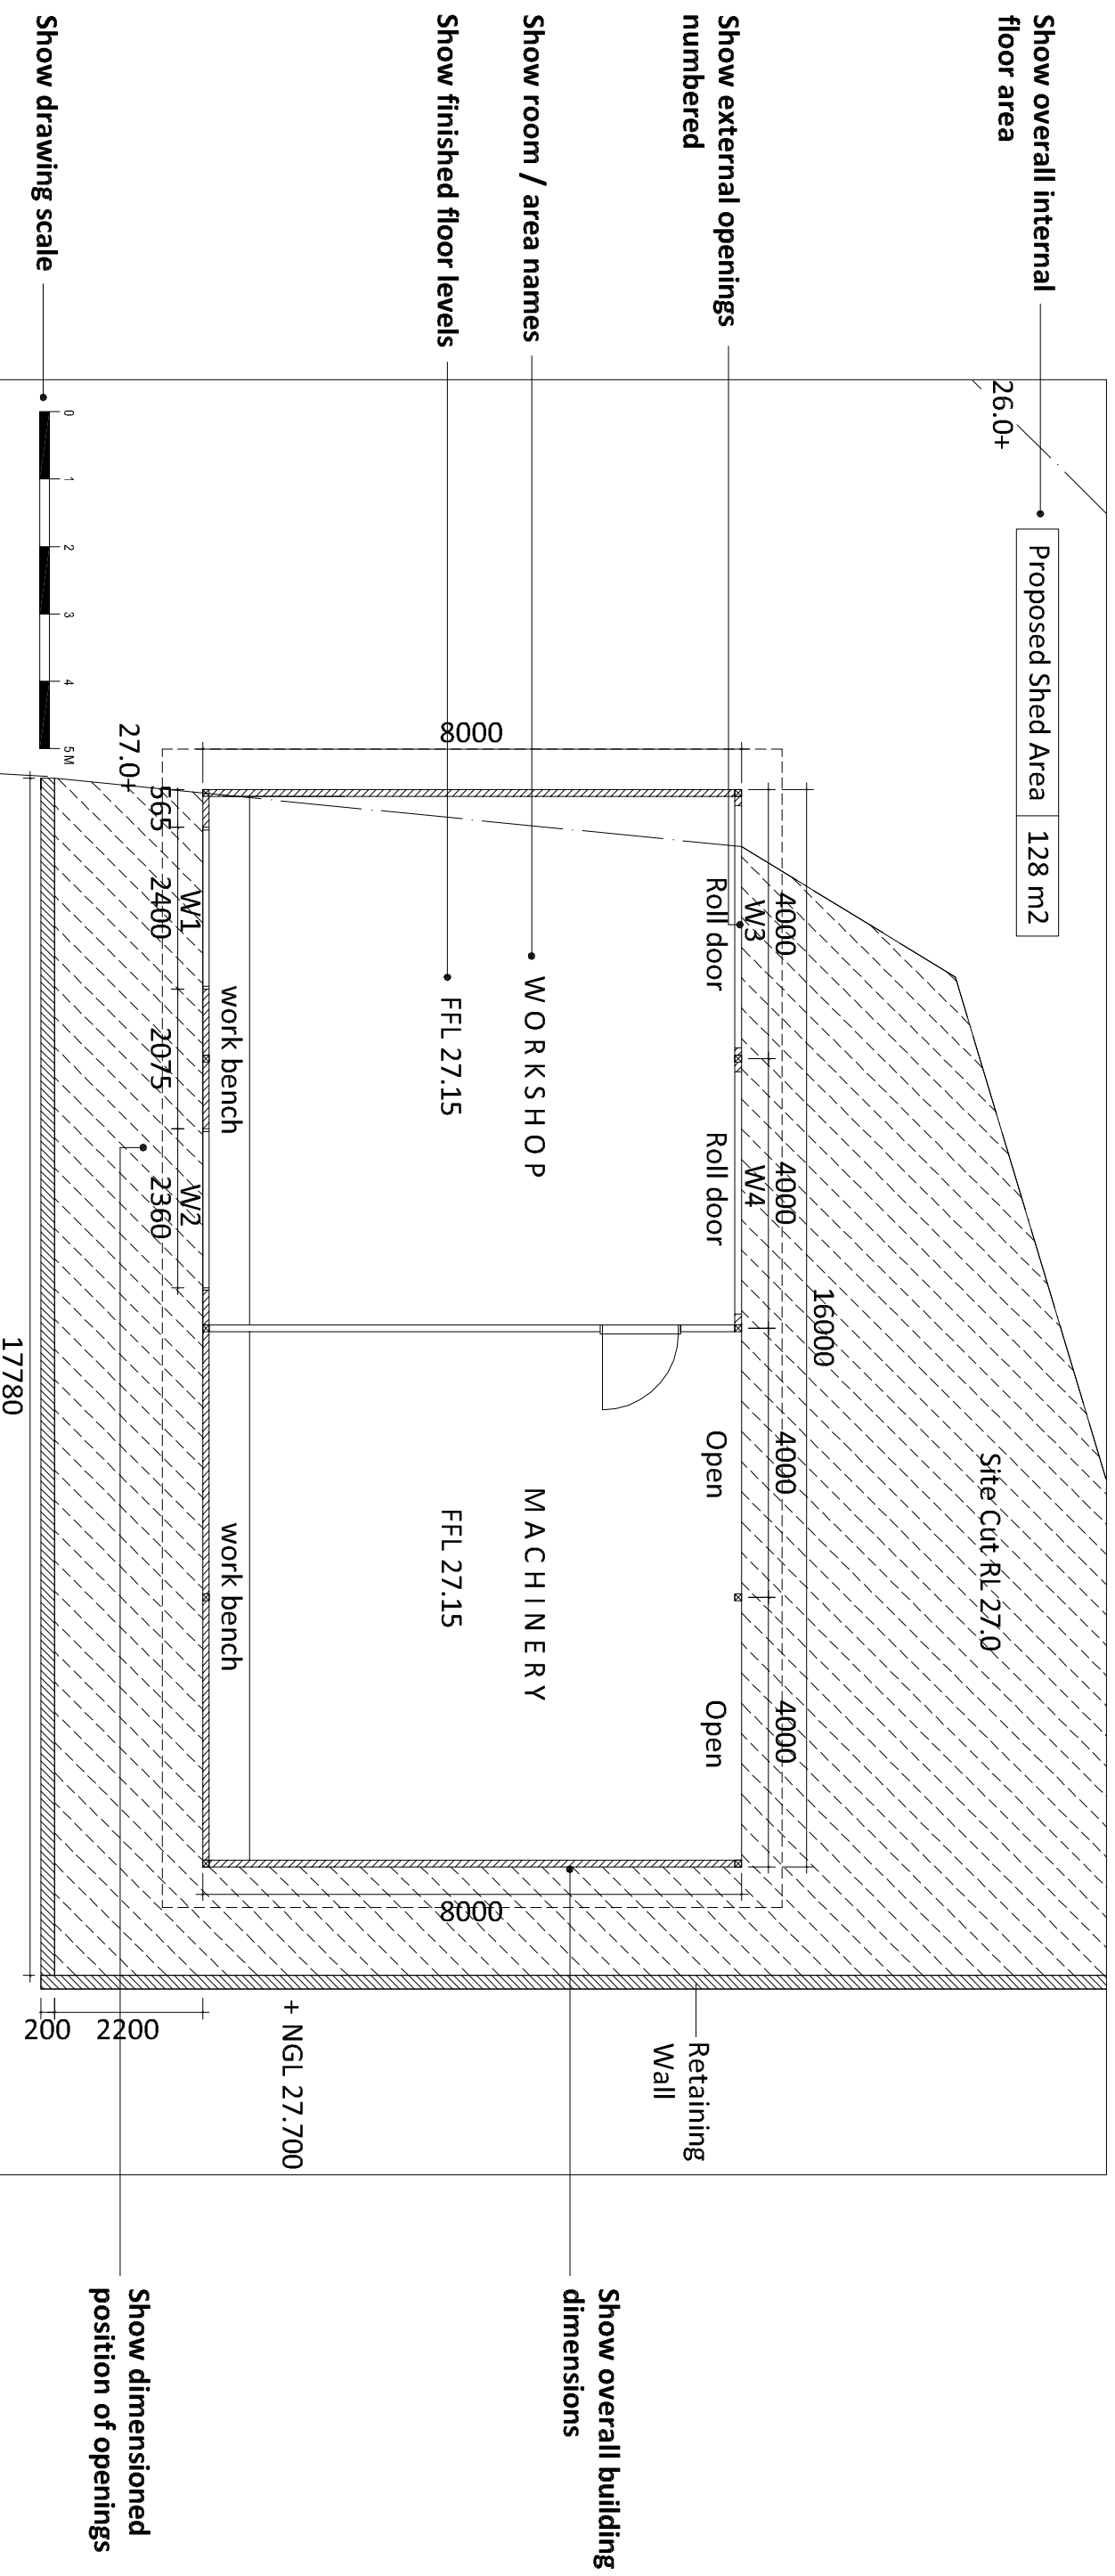 Show overall internal
floor area
26.0+
Proposed Shed Area 128 m2
Show external openings
numbered
Show room / area names
Show finished floor levels
Show drawing scale
Site Cut RL 27.0
16000
4000
4000
4000
4000
W3
W4
Roll door
Roll door
Open
Open
Retaining
Wall
8000
8000
WORKSHOP
MACHINERY
FFL 27.15
FFL 27.15
work bench
work bench
W1
W2
565
2400
2075
2360
27.0+
+ NGL 27.700
200
2200
0
1
2
3
4
5 M
17780
Show overall building
dimensions
Show dimensioned
position of openings